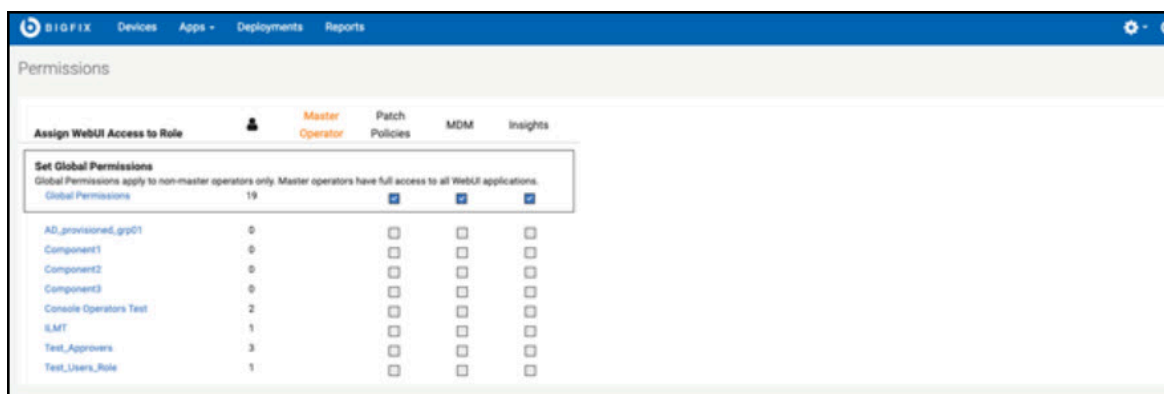 BIGFIX Devices Apps Deployments Reports
Permissions
Assign WebUI Access to Role Master Operator Patch Policies MDM Insights
Set Global Permissions
Global Permissions apply to non-master operators only. Master operators have full access to all WebUI applications.
Global Permissions 19
AD_provisioned_grp01 0
Component1 0
Component2 0
Component3 0
Console Operators Test 2
ILMT 1
Test_Approvers 3
Test_Users_Role 1